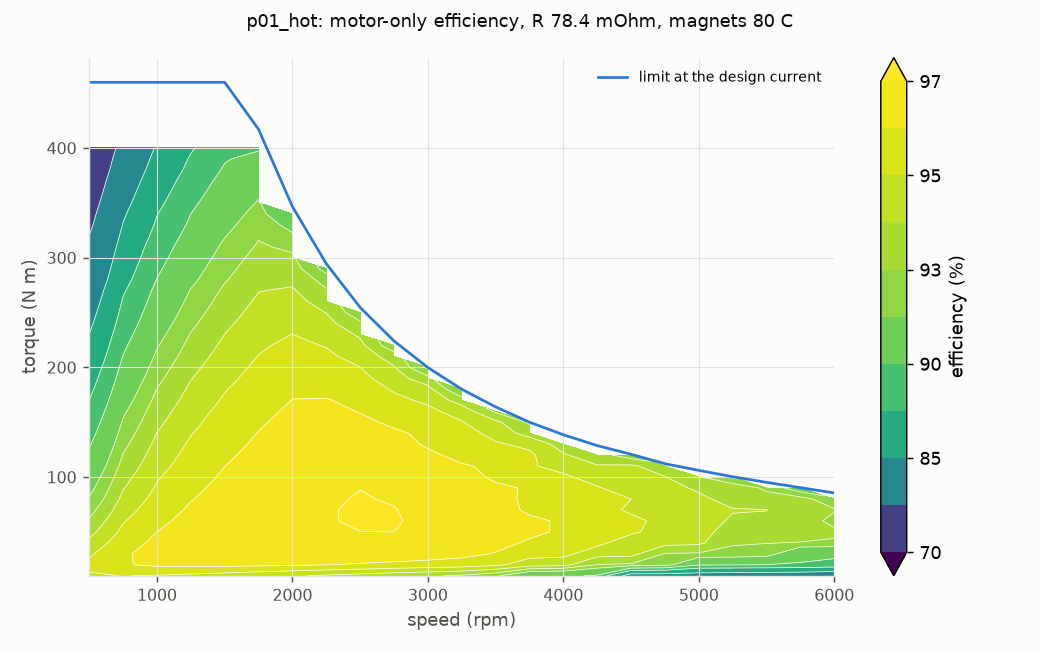 p01_hot: motor-only efficiency, R 78.4 mOhm, magnets 80 C
limit at the design current
97
95
93
90
85
70
efficiency (%)
400
300
200
100
torque (N m)
1000 2000 3000 4000 5000 6000
speed (rpm)